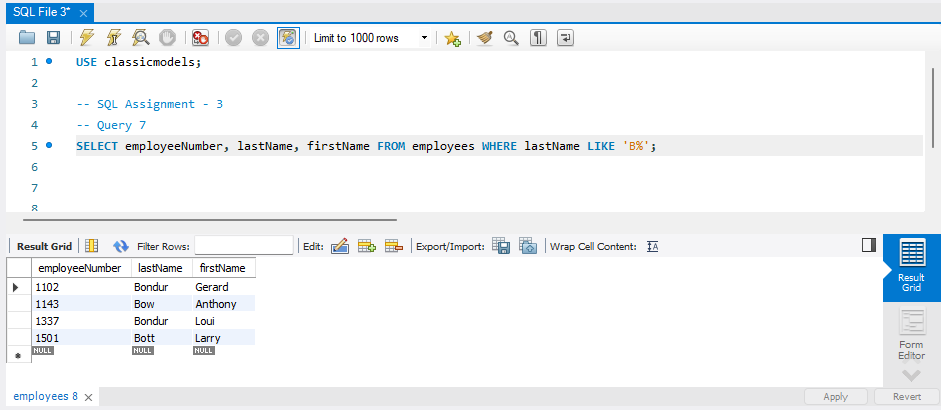 SQL File 3*
Limit to 1000 rows
1 USE classicmodels;
2
3 -- SQL Assignment - 3
4 -- Query 7
5 SELECT employeeNumber, lastName, firstName FROM employees WHERE lastName LIKE 'B%';
6
7
8
Result Grid Filter Rows: Edit: Export/Import: Wrap Cell Content: IA
employeeNumber lastName firstName
1102 Bondur Gerard
1143 Bow Anthony
1337 Bondur Loui
1501 Bott Larry
NULL NULL NULL
Result
Grid
Form
Editor
employees 8
Apply Revert